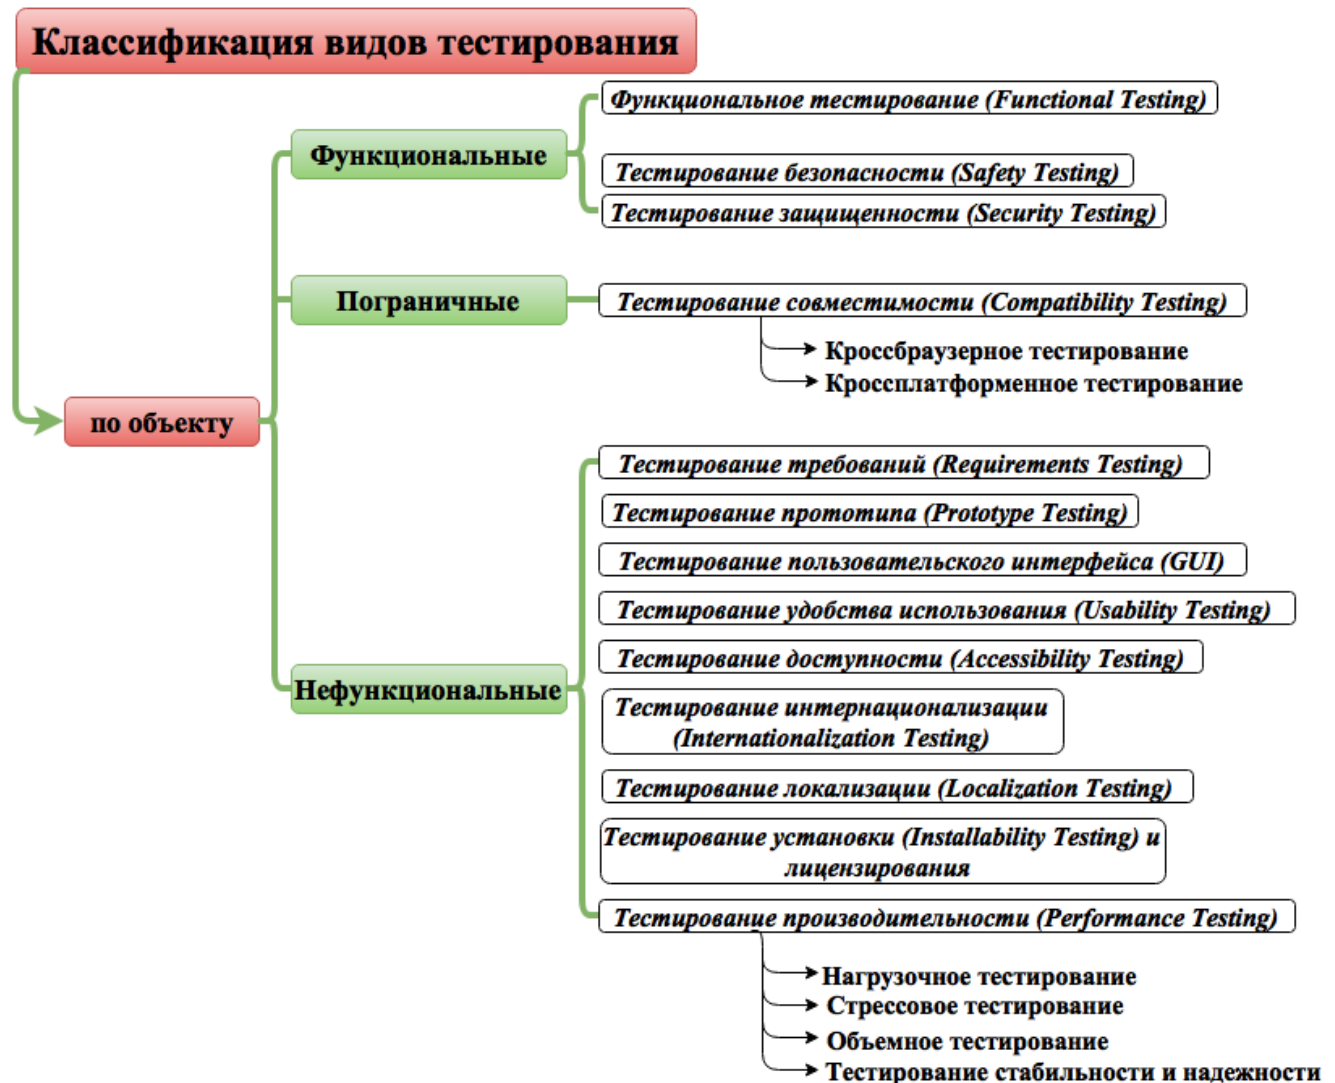 Классификация видов тестирования
Функциональное тестирование (Functional Testing)
Функциональные
Тестирование безопасности (Safety Testing)
Тестирование защищенности (Security Testing)
Пограничные
Тестирование совместимости (Compatibility Testing)
Кроссбраузерное тестирование
Кроссплатформенное тестирование
по объекту
Тестирование требований (Requirements Testing)
Тестирование прототипа (Prototype Testing)
Тестирование пользовательского интерфейса (GUI)
Тестирование удобства использования (Usability Testing)
Тестирование доступности (Accessibility Testing)
Нефункциональные
Тестирование интернационализации
(Internationalization Testing)
Тестирование локализации (Localization Testing)
Тестирование установки (Installability Testing) и
лицензирования
Тестирование производительности (Performance Testing)
Нагрузочное тестирование
Стрессовое тестирование
Объемное тестирование
Тестирование стабильности и надежности